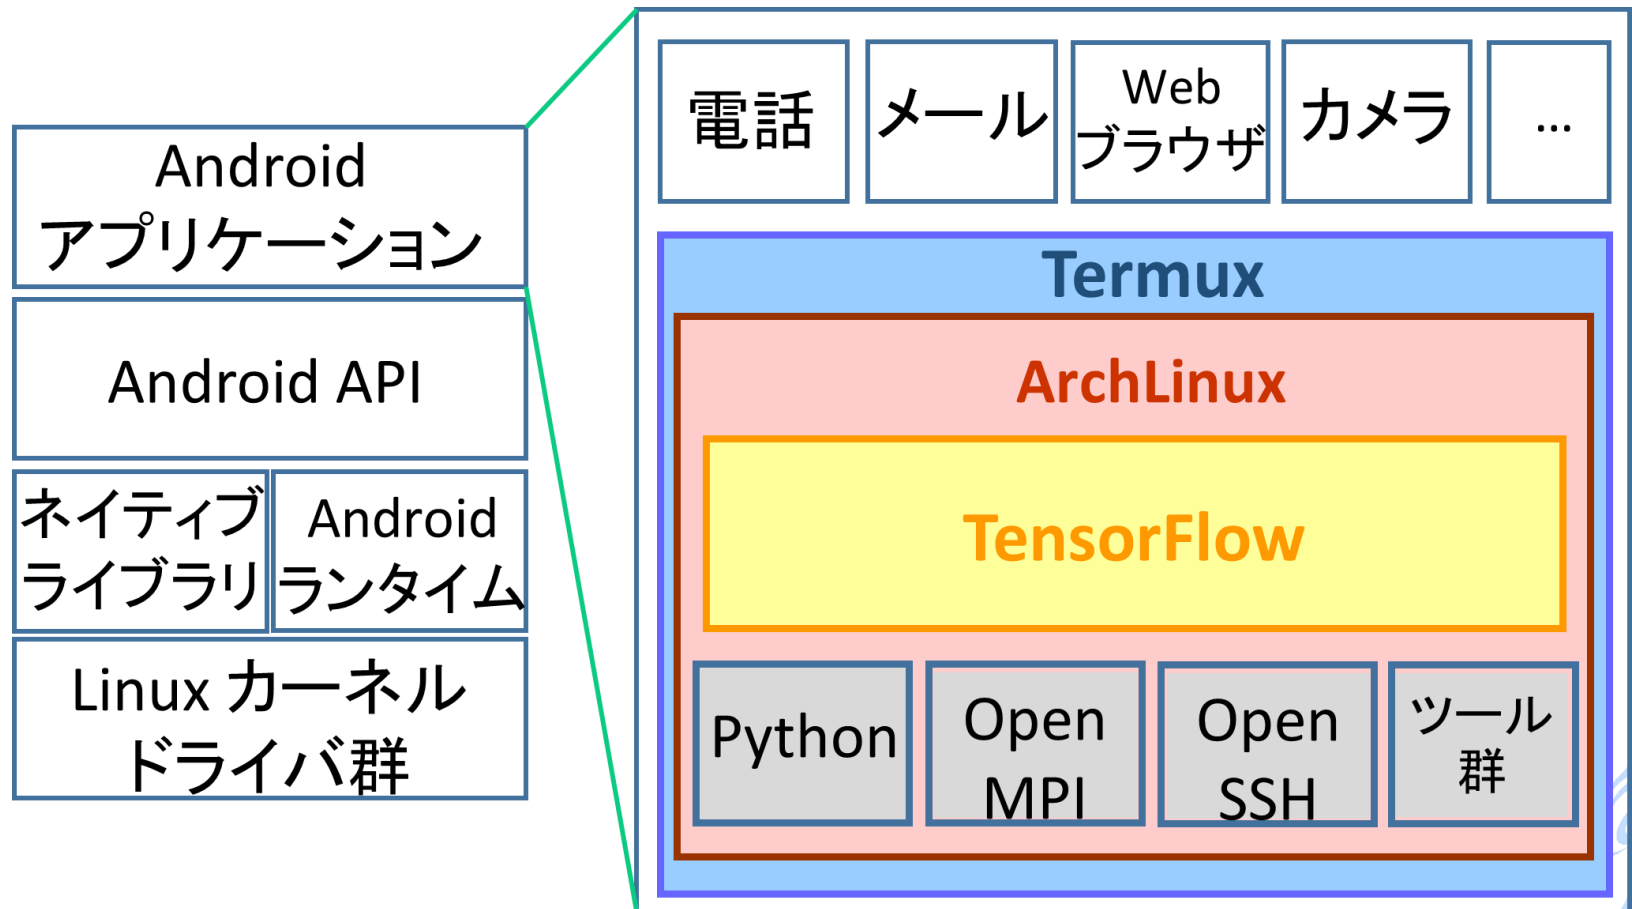 Android
アプリケーション
Android API
ネイティブ
ライブラリ
Android
ランタイム
Linux カーネル
ドライバ群
電話
メール
Web
ブラウザ
カメラ
...
Termux
ArchLinux
TensorFlow
Python
Open
MPI
Open
SSH
ツール
群